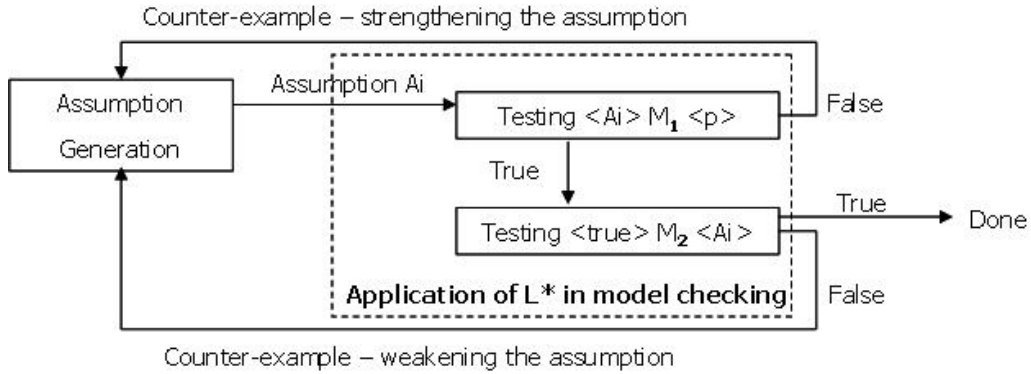 Counter-example – strengthening the assumption
Assumption Ai
Assumption
Generation
Testing <Ai> M1 <p>
False
True
Testing <true> M2 <Ai>
True
Done
False
Application of L* in model checking
Counter-example – weakening the assumption